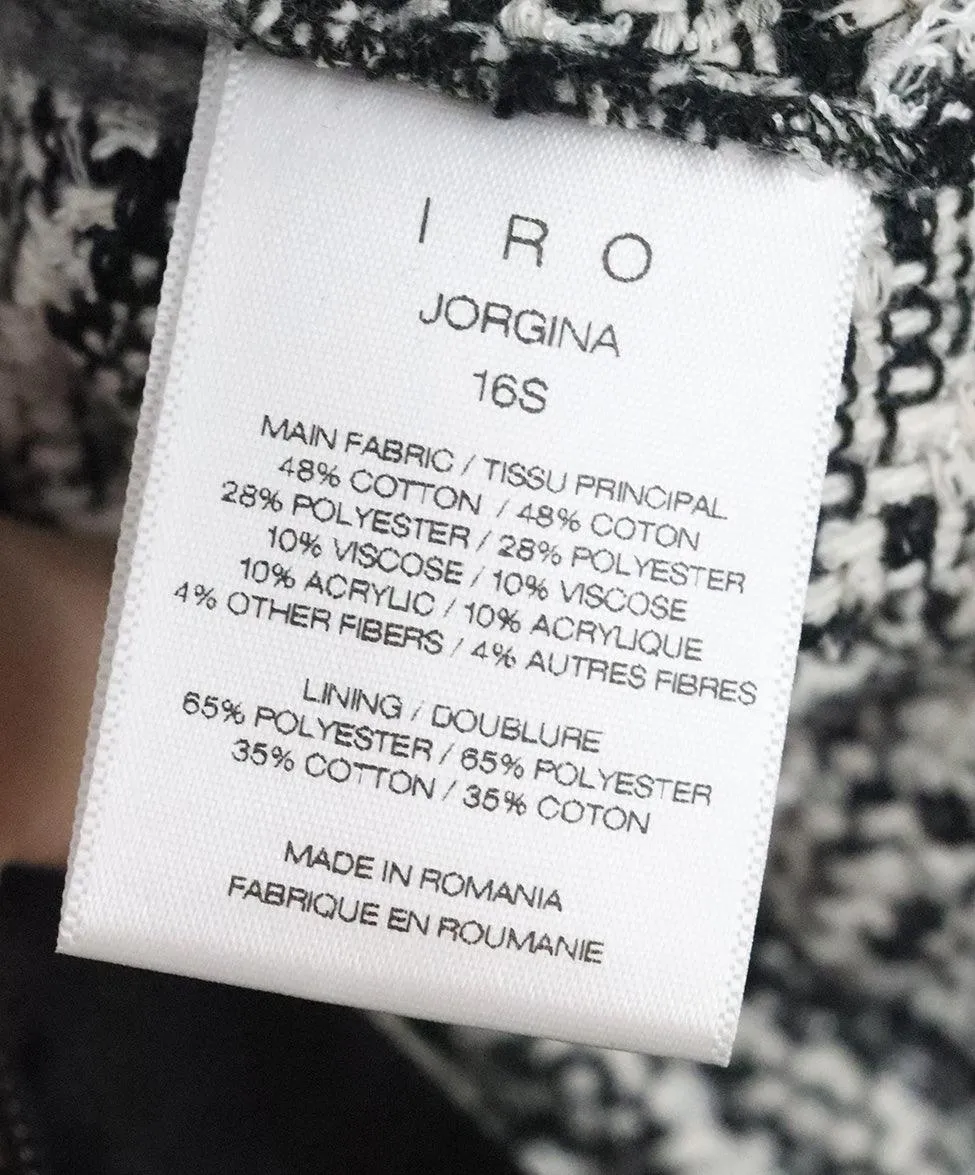 I R O
JORGINA
16S
MAIN FABRIC / TISSU PRINCIPAL
48% COTTON / 48% COTON
28% POLYESTER / 28% POLYESTER
10% VISCOSE / 10% VISCOSE
10% ACRYLIC / 10% ACRYLIQUE
4% OTHER FIBERS / 4% AUTRES FIBRES
LINING / DOUBLURE
65% POLYESTER / 65% POLYESTER
35% COTTON / 35% COTON
MADE IN ROMANIA
FABRIQUE EN ROUMANIE